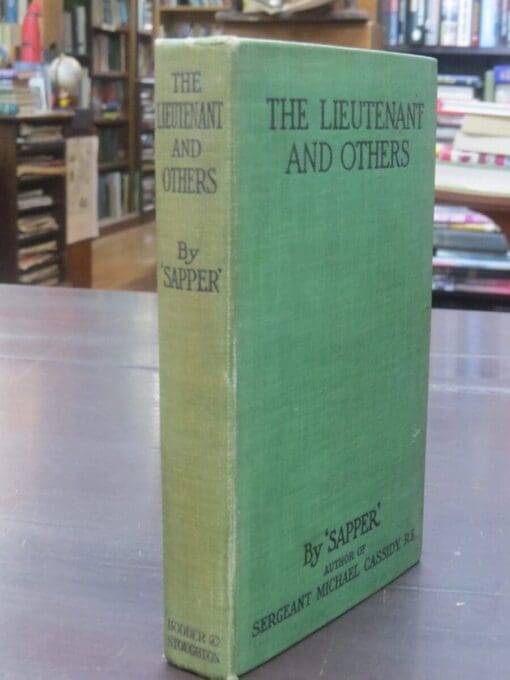 THE
LIEUTENANT
AND
OTHERS
By
'SAPPER'
HODDER &
STOUGHTON
THE LIEUTENANT
AND OTHERS
By 'SAPPER'
AUTHOR OF
SERGEANT MICHAEL CASSIDY, R.E.